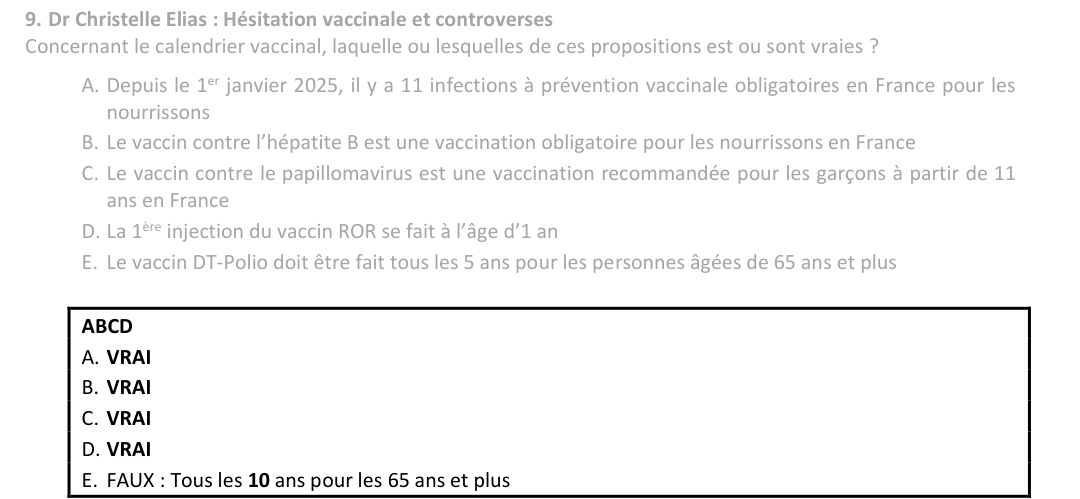 9. Dr Christelle Elias : Hésitation vaccinale et controverses
Concernant le calendrier vaccinal, laquelle ou lesquelles de ces propositions est ou sont vraies ?
A. Depuis le 1er janvier 2025, il y a 11 infections à prévention vaccinale obligatoires en France pour les
nourrissons
B. Le vaccin contre l’hépatite B est une vaccination obligatoire pour les nourrissons en France
C. Le vaccin contre le papillomavirus est une vaccination recommandée pour les garçons à partir de 11
ans en France
D. La 1ère injection du vaccin ROR se fait à l’âge d’1 an
E. Le vaccin DT-Polio doit être fait tous les 5 ans pour les personnes âgées de 65 ans et plus
ABCD
A. VRAI
B. VRAI
C. VRAI
D. VRAI
E. FAUX : Tous les 10 ans pour les 65 ans et plus